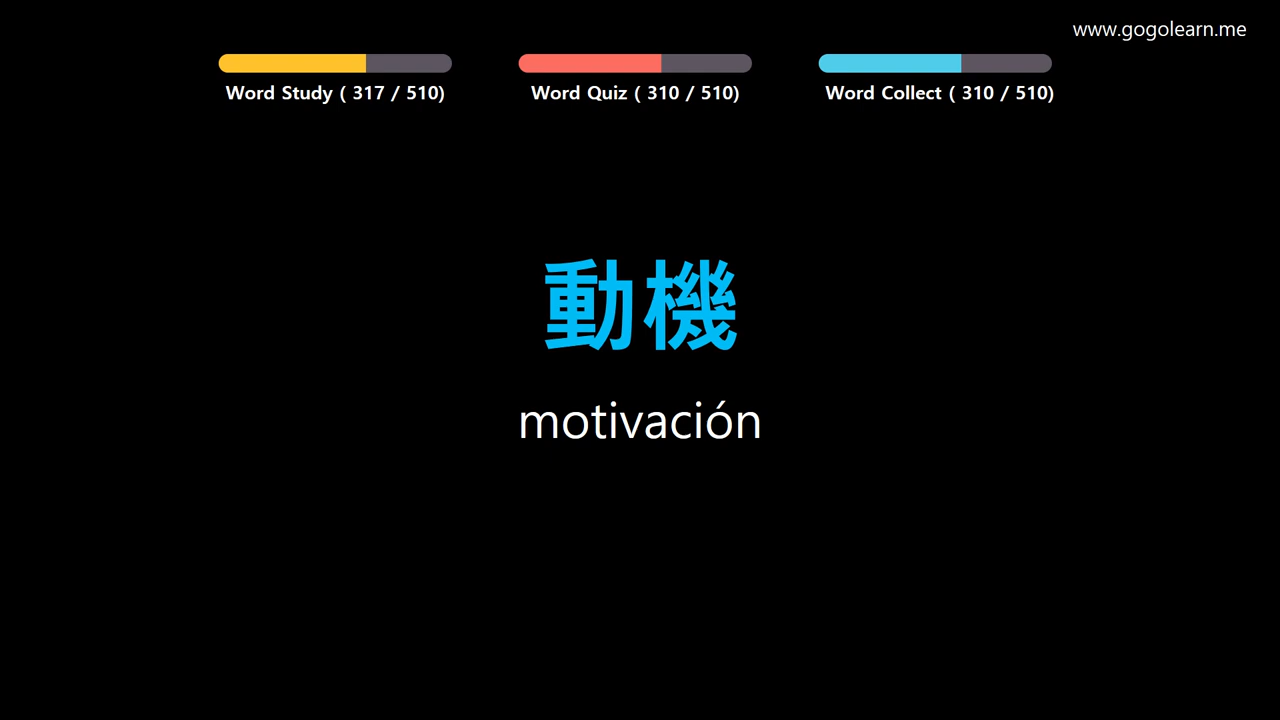 www.gogolearn.me
Word Study ( 317 / 510)
Word Quiz ( 310 / 510)
Word Collect ( 310 / 510)
動機
motivación